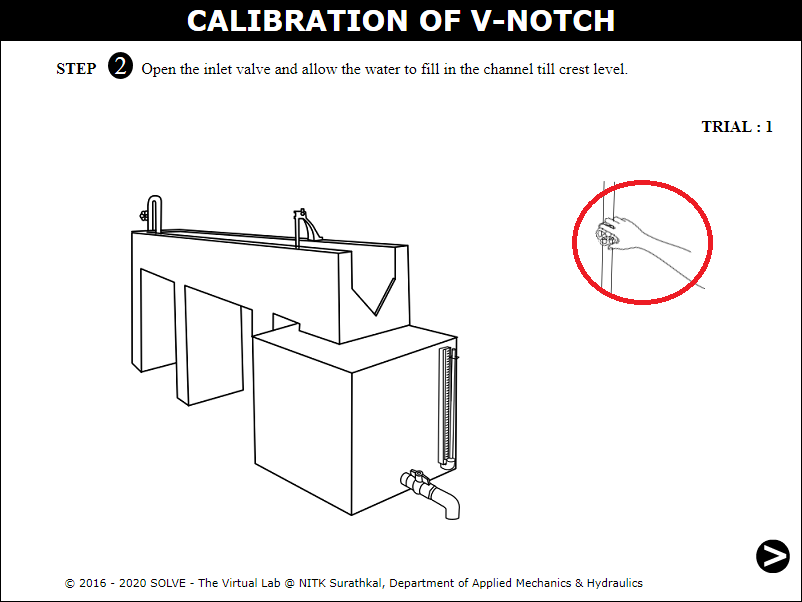 CALIBRATION OF V-NOTCH
STEP 2 Open the inlet valve and allow the water to fill in the channel till crest level.
TRIAL : 1
© 2016 - 2020 SOLVE - The Virtual Lab @ NITK Surathkal, Department of Applied Mechanics & Hydraulics